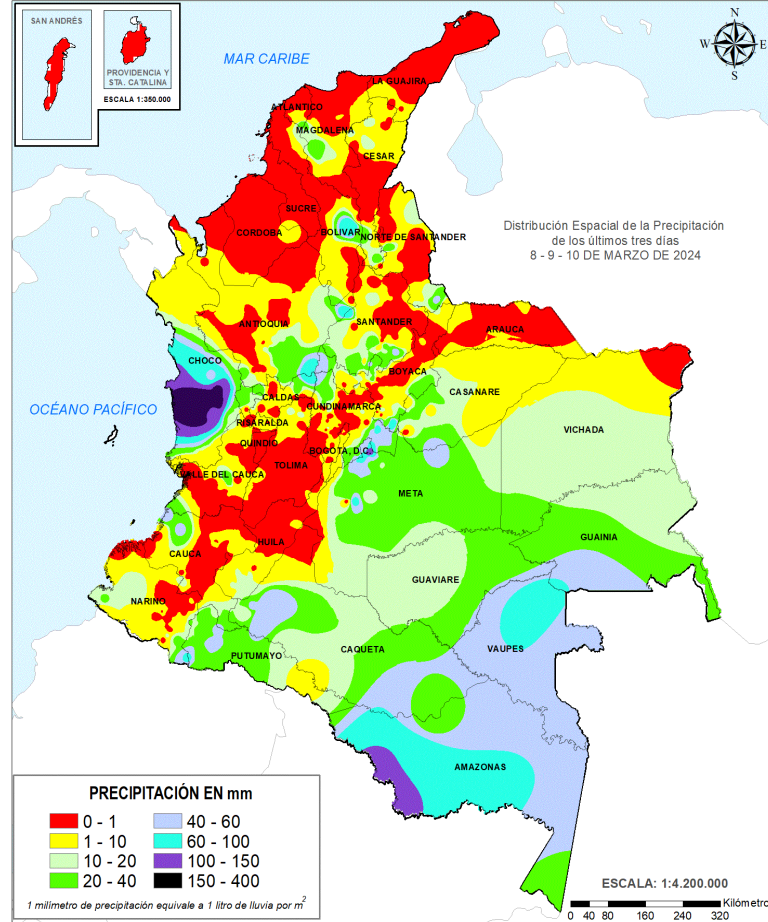 SAN ANDRÉS
PROVIDENCIA Y
STA. CATALINA
ESCALA 1:350.000
MAR CARIBE
N
W
E
S
LA GUAJIRA
ATLANTICO
MAGDALENA
CESAR
SUCRE
CORDOBA
BOLIVAR
NORTE DE SANTANDER
Distribución Espacial de la Precipitación
de los últimos tres días
8 - 9 - 10 DE MARZO DE 2024
ANTIOQUIA
SANTANDER
ARAUCA
CHOCO
BOYACA
CASANARE
OCÉANO PACÍFICO
CALDAS
CUNDINAMARCA
RISARALDA
VICHADA
QUINDIO
BOGOTA, D.C.
TOLIMA
VALLE DEL CAUCA
META
GUAINIA
HUILA
CAUCA
GUAVIARE
NARIÑO
CAQUETA
VAUPES
PUTUMAYO
AMAZONAS
PRECIPITACIÓN EN mm
0 - 1
40 - 60
1 - 10
60 - 100
10 - 20
100 - 150
20 - 40
150 - 400
1 milimetro de precipitación equivale a 1 litro de lluvia por m²
ESCALA: 1:4.200.000
Kilómetro
0 40 80 160 240 320